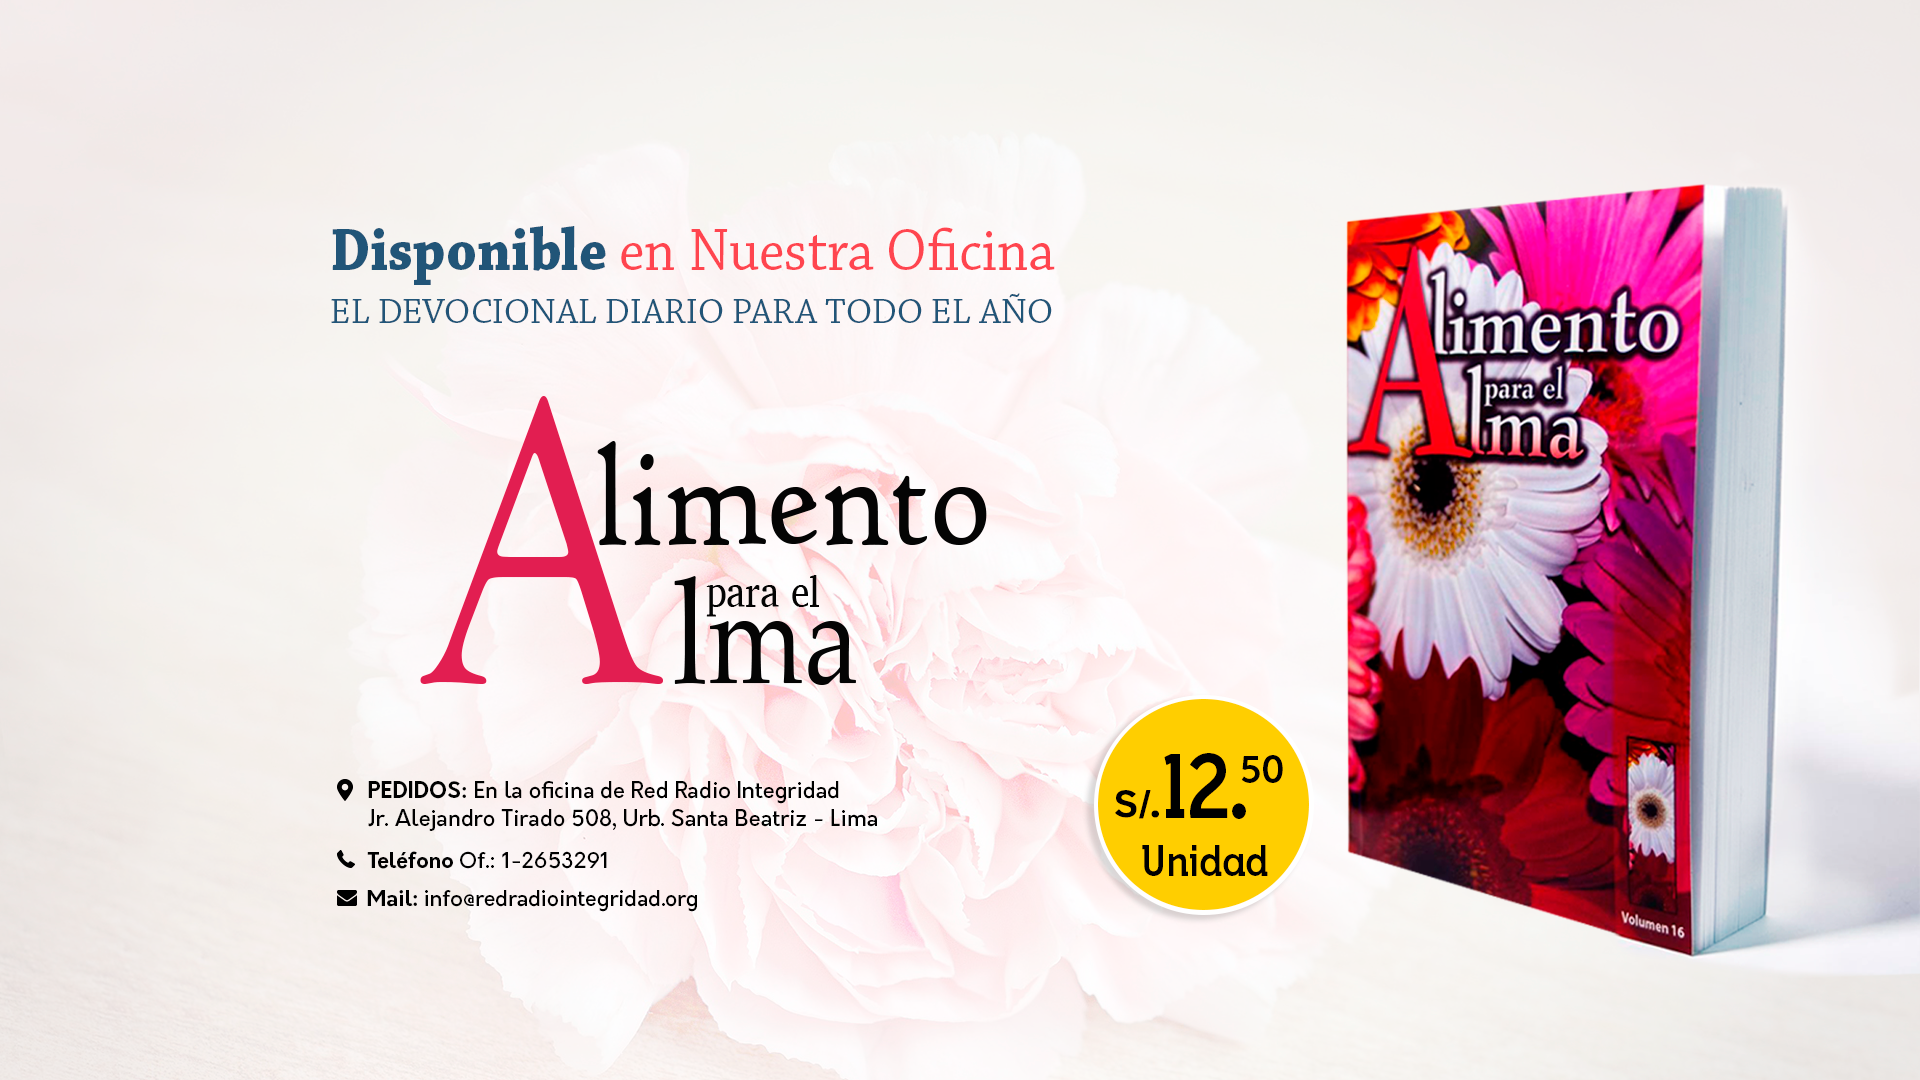 Disponible en Nuestra Oficina
EL DEVOCIONAL DIARIO PARA TODO EL AÑO
Alimento
para el
Alma
PEDIDOS: En la oficina de Red Radio Integridad
Jr. Alejandro Tirado 508, Urb. Santa Beatriz - Lima
Teléfono Of.: 1-2653291
Mail: info@redradiointegridad.org
S/.12.50
Unidad
Alimento
para el
Alma
Volumen 16